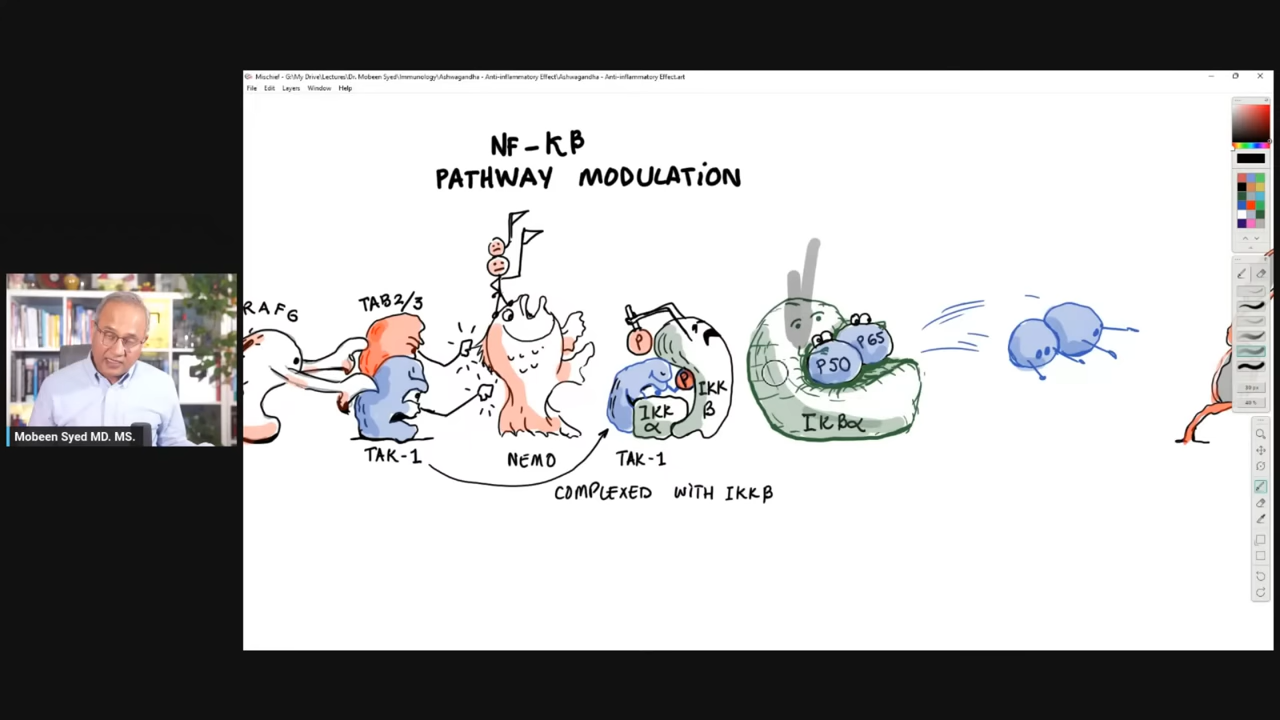 Mischief - G:\My Drive\Lectures\Dr. Mobeen Syed\Immunology\Ashwagandha - Anti-inflammatory Effect\Ashwagandha - Anti-inflammatory Effect.art
File Edit Layers Window Help
NF-KB
PATHWAY MODULATION
RAF6
TAB2/3
P
P
P50
P65
IKK
α
IKK
β
IKBα
TAK-1
NEMO
TAK-1
COMPLEXED WITH IKKβ
Mobeen Syed MD. MS.